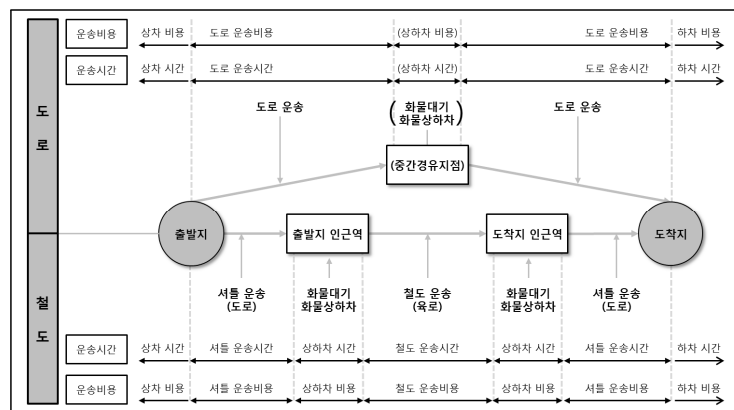 운송비용 상차 비용 도로 운송비용 (상하차 비용) 도로 운송비용 하차 비용
운송시간 상차 시간 도로 운송시간 (상하차 시간) 도로 운송시간 하차 시간
도로
도로 운송
(화물대기
화물상하차)
도로 운송
(중간경유지점)
출발지 출발지 인근역 도착지 인근역 도착지
철도
셔틀 운송
(도로)
화물대기
화물상하차
철도 운송
(육로)
화물대기
화물상하차
셔틀 운송
(도로)
운송시간 상차 시간 셔틀 운송시간 상하차 시간 철도 운송시간 상하차 시간 셔틀 운송시간 하차 시간
운송비용 상차 비용 셔틀 운송비용 상하차 비용 철도 운송비용 상하차 비용 셔틀 운송비용 하차 비용